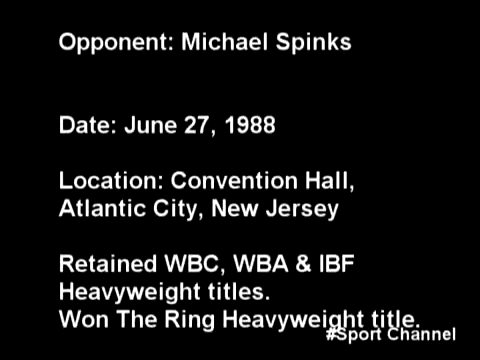 Opponent: Michael Spinks
Date: June 27, 1988
Location: Convention Hall,
Atlantic City, New Jersey
Retained WBC, WBA & IBF
Heavyweight titles.
Won The Ring Heavyweight title.
#Sport Channel